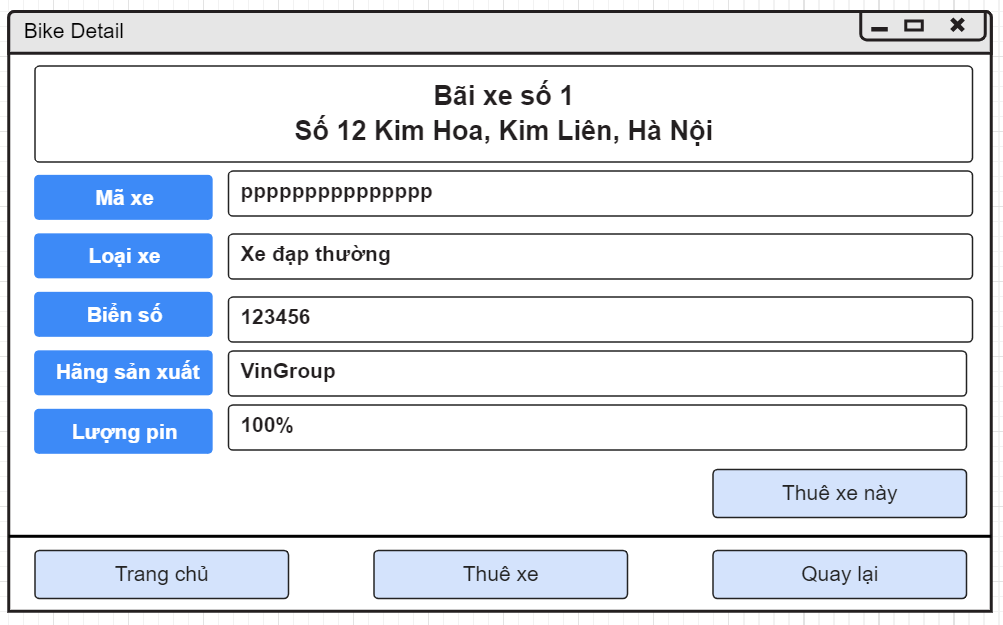 Bike Detail
Bãi xe số 1
Số 12 Kim Hoa, Kim Liên, Hà Nội
Mã xe
ppppppppppppppp
Loại xe
Xe đạp thường
Biển số
123456
Hãng sản xuất
VinGroup
Lượng pin
100%
Thuê xe này
Trang chủ
Thuê xe
Quay lại